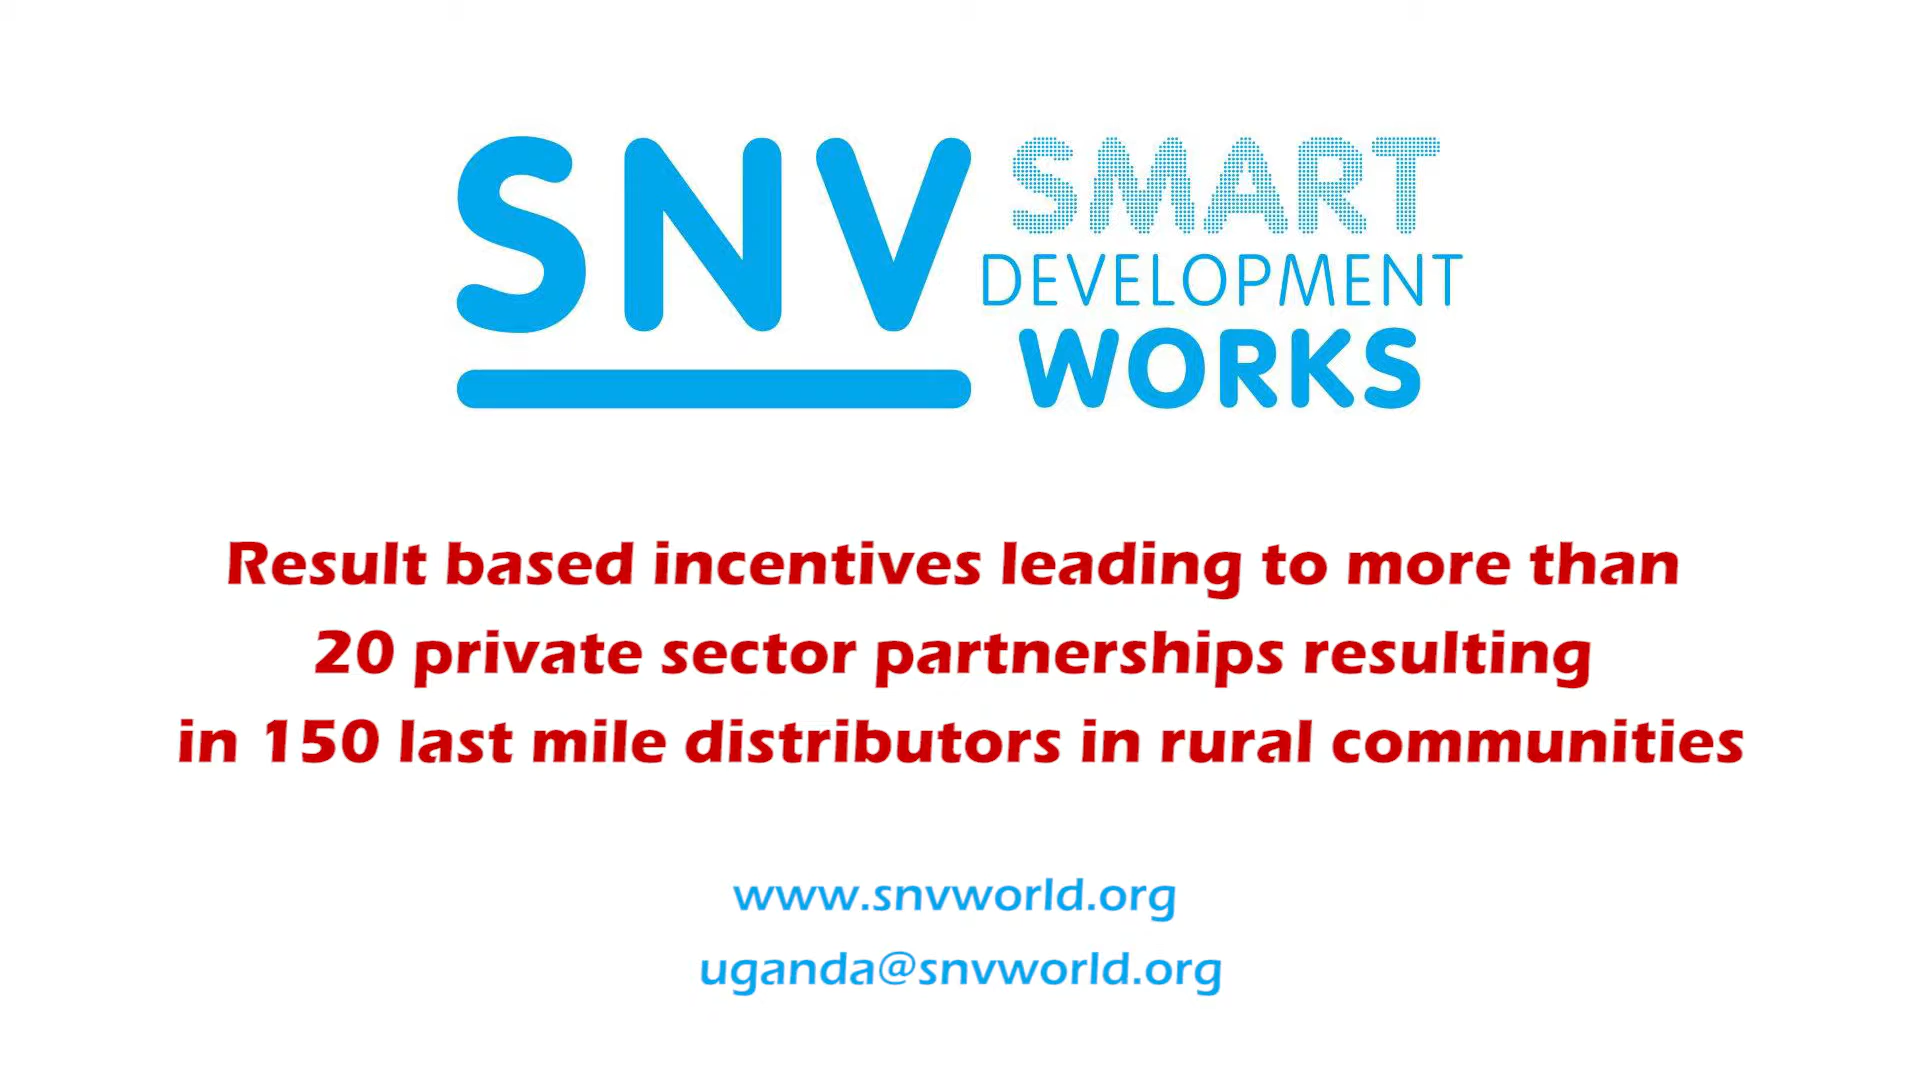 SNV SMART
DEVELOPMENT
WORKS
Result based incentives leading to more than
20 private sector partnerships resulting
in 150 last mile distributors in rural communities
www.snvworld.org
uganda@snvworld.org